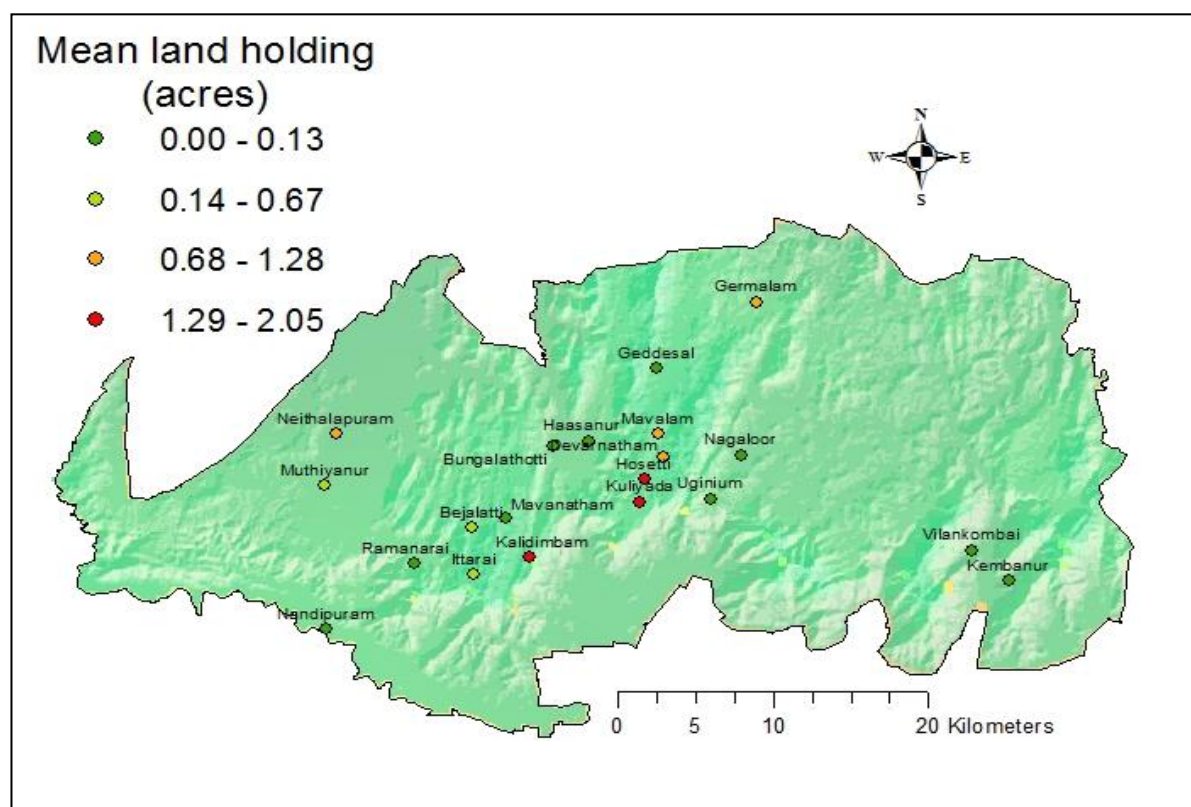 Mean land holding
(acres)
0.00 - 0.13
0.14 - 0.67
0.68 - 1.28
1.29 - 2.05
N
W E
S
Germalam
Geddesal
Neithalapuram
Haasanur
Mavalam
Devarnatham
Nagaloor
Bungalathotti
Muthiyanur
Hosetti
Kuliyada
Uginium
Bejalatti
Mavanatham
Kalidimbam
Ramanarai
Ittarai
Vilankombai
Kembanur
Nandipuram
0 5 10 20 Kilometers